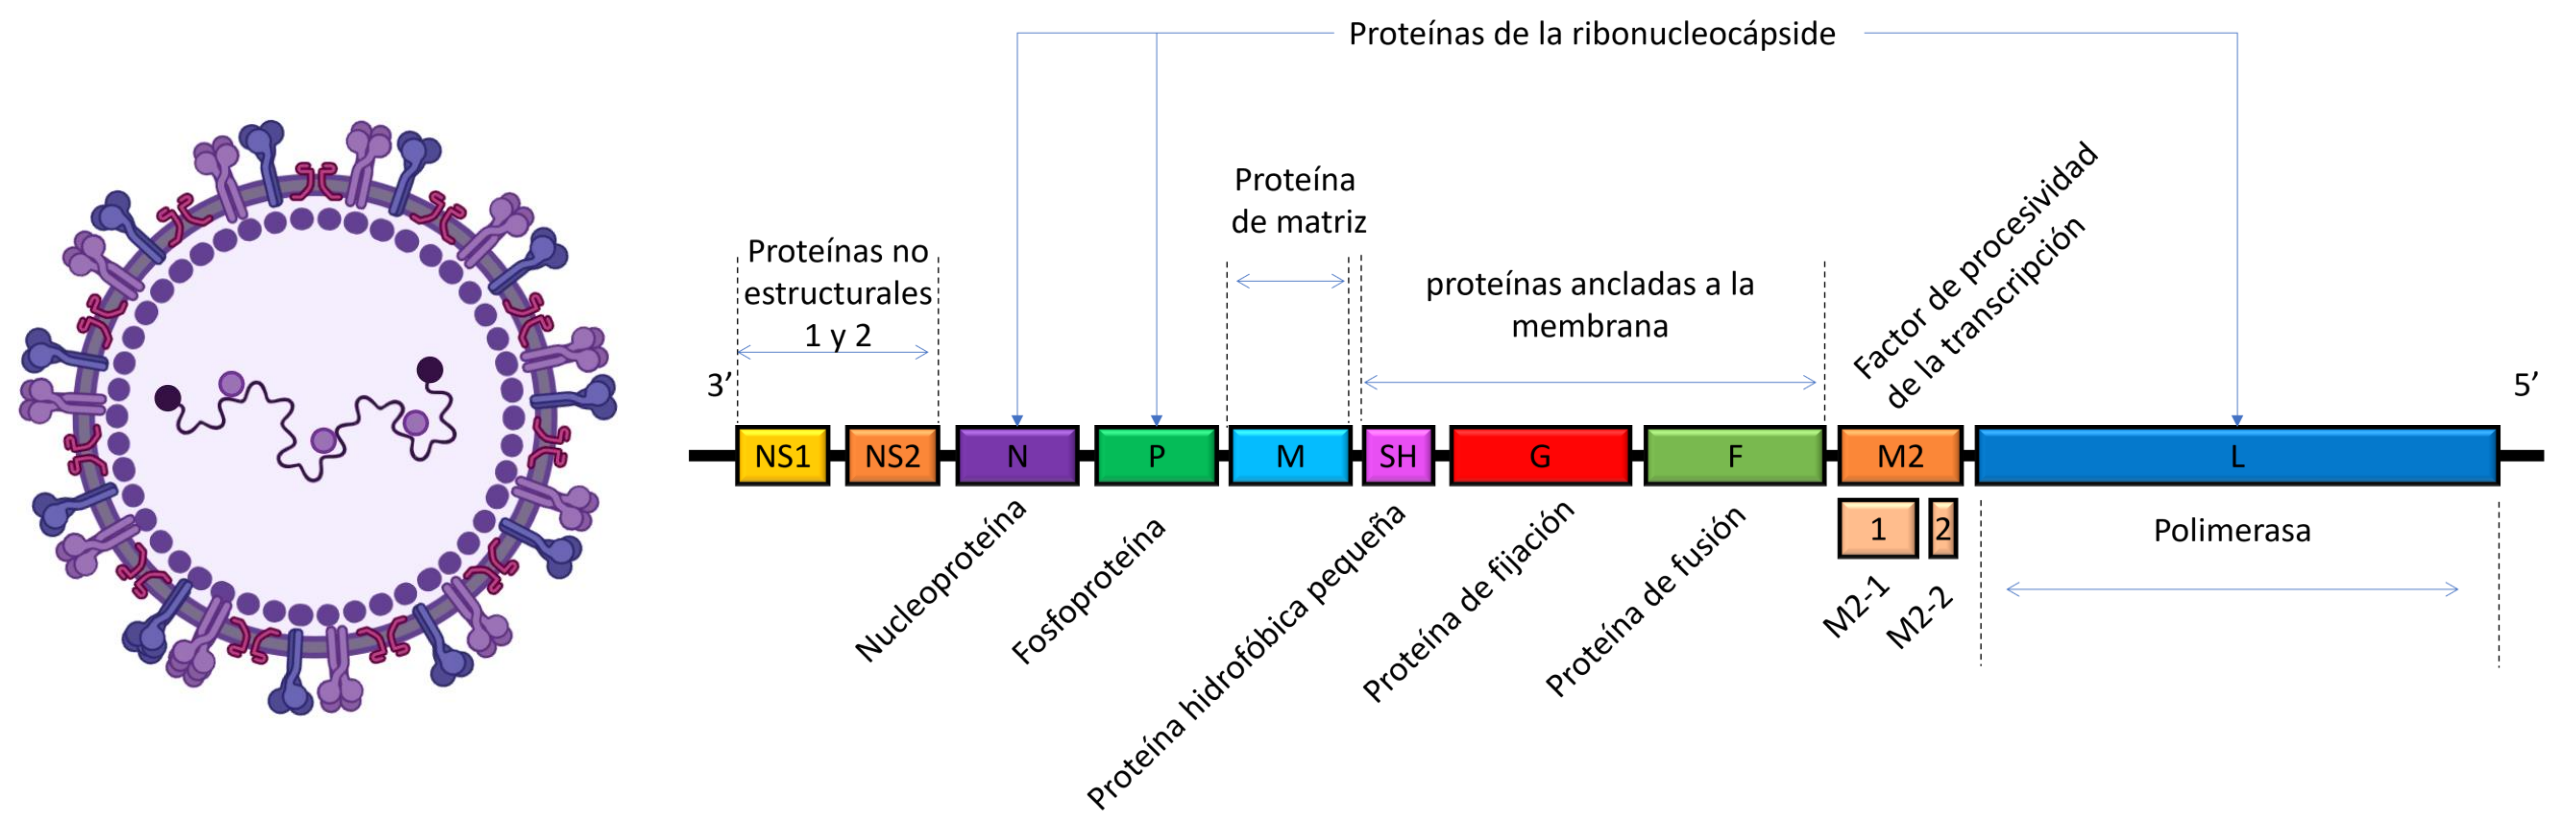 Proteínas de la ribonucleocápside
Proteína
de matriz
Proteínas no
estructurales
1 y 2
proteínas ancladas a la
membrana
Factor de procesividad
de la transcripción
3’
5’
NS1
NS2
N
P
M
SH
G
F
M2
L
1
2
Nucleoproteína
Fosfoproteína
Proteína hidrofóbica pequeña
Proteína de fijación
Proteína de fusión
M2-1
M2-2
Polimerasa